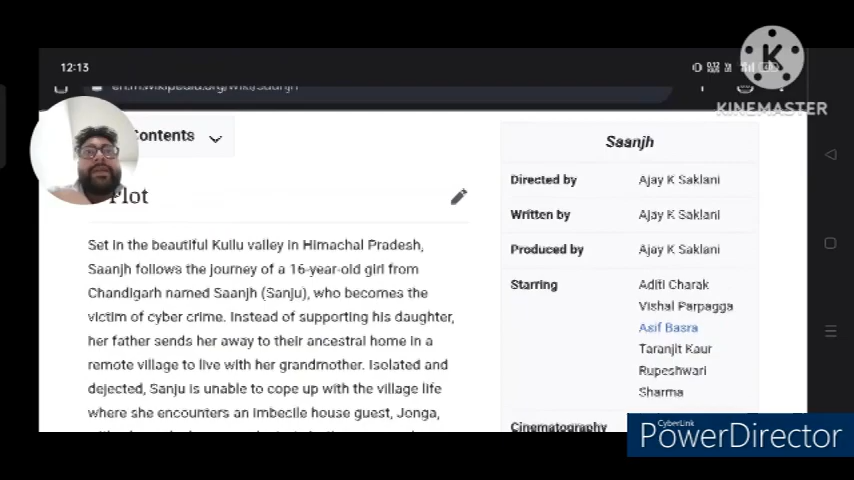 12:13
KINEMASTER
en.m.wikipedia.org/wiki/Saanjh
Contents
Plot
Set in the beautiful Kullu valley in Himachal Pradesh,
Saanjh follows the journey of a 16-year-old girl from
Chandigarh named Saanjh (Sanju), who becomes the
victim of cyber crime. Instead of supporting his daughter,
her father sends her away to their ancestral home in a
remote village to live with her grandmother. Isolated and
dejected, Sanju is unable to cope up with the village life
where she encounters an imbecile house guest, Jonga,
Saanjh
Directed by Ajay K Saklani
Written by Ajay K Saklani
Produced by Ajay K Saklani
Starring Aditi Charak
Vishal Parpagga
Asif Basra
Taranjit Kaur
Rupeshwari
Sharma
Cinematography
CyberLink
PowerDirector